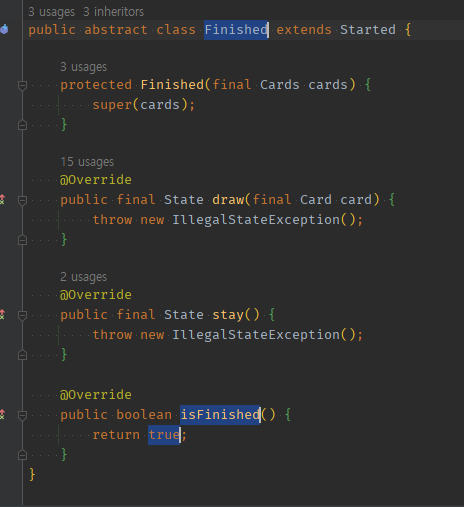 3 usages   3 inheritors
public abstract class Finished extends Started {
3 usages
    protected Finished(final Cards cards) {
        super(cards);
    }
15 usages
    @Override
    public final State draw(final Card card) {
        throw new IllegalStateException();
    }
2 usages
    @Override
    public final State stay() {
        throw new IllegalStateException();
    }
    @Override
    public boolean isFinished() {
        return true;
    }
}